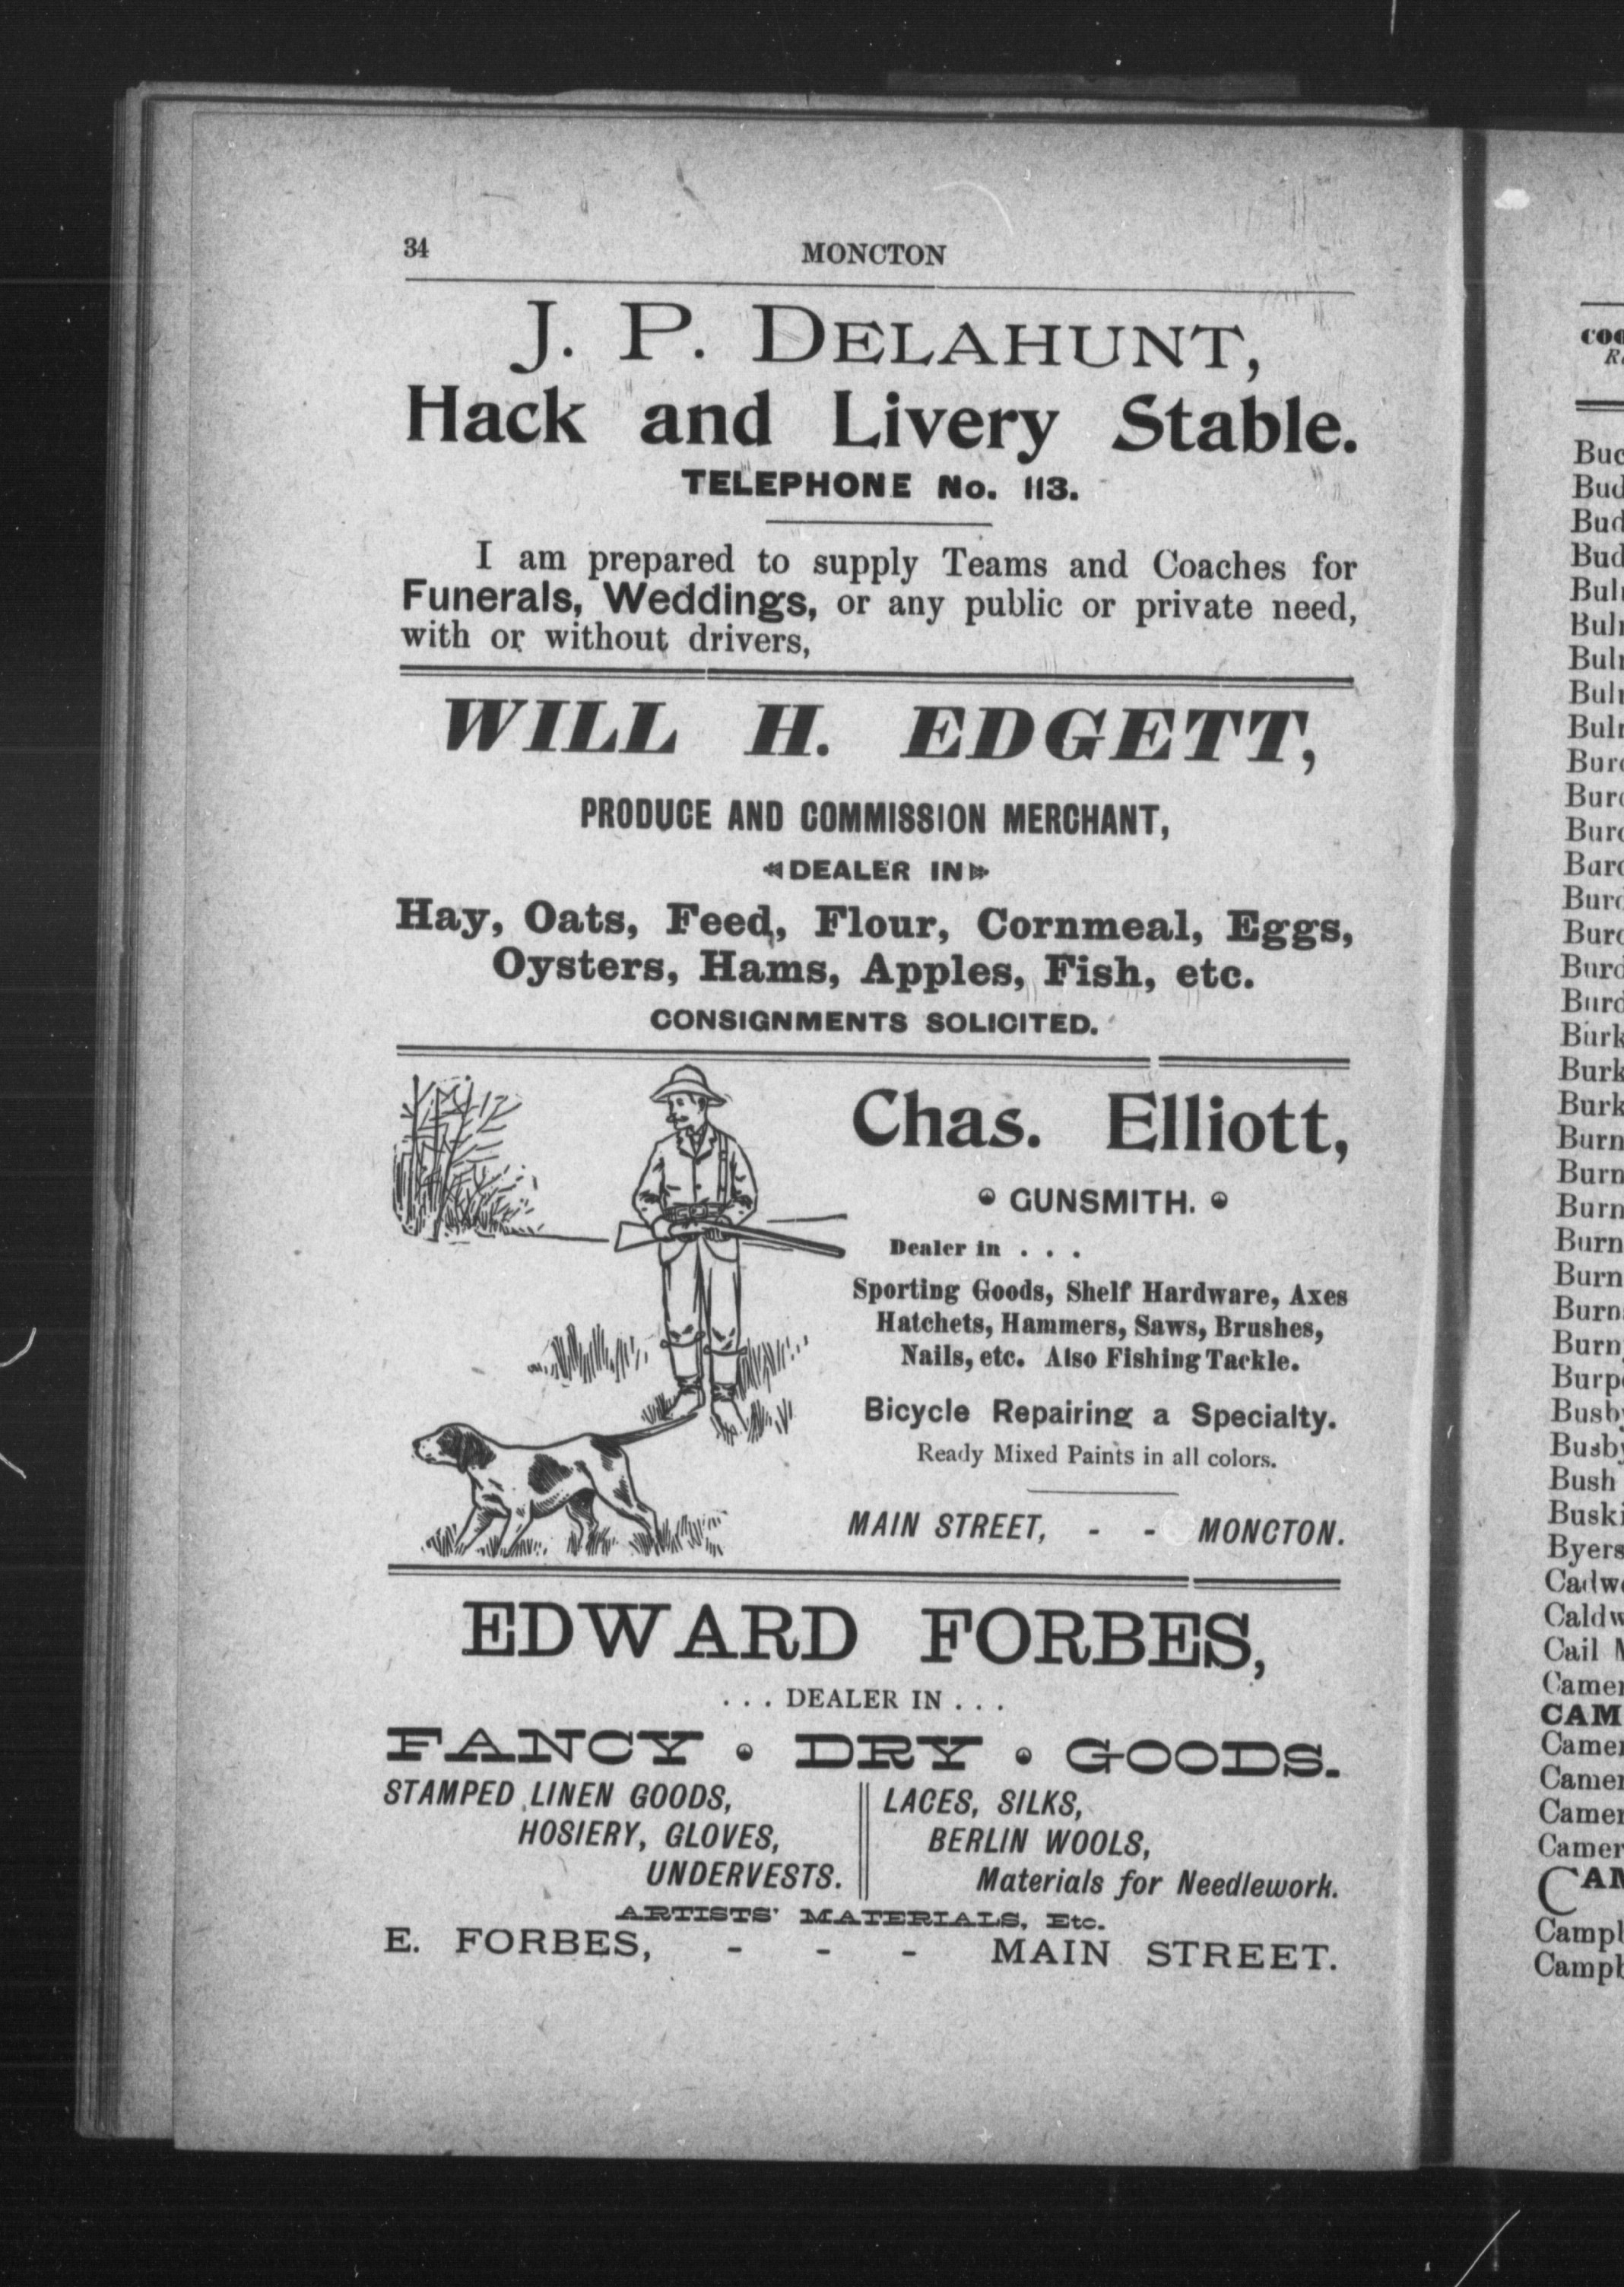 34
MONCTON
J. P. DELAHUNT,
Hack and Livery Stable.
TELEPHONE No. 113.
I am prepared to supply Teams and Coaches for
Funerals, Weddings, or any public or private need,
with or without drivers,
WILL H. EDGETT,
PRODUCE AND COMMISSION MERCHANT,
DEALER IN
Hay, Oats, Feed, Flour, Cornmeal, Eggs,
Oysters, Hams, Apples, Fish, etc.
CONSIGNMENTS SOLICITED.
Chas. Elliott,
GUNSMITH.
Dealer in . . .
Sporting Goods, Shelf Hardware, Axes
Hatchets, Hammers, Saws, Brushes,
Nails, etc. Also Fishing Tackle.
Bicycle Repairing a Specialty.
Ready Mixed Paints in all colors.
MAIN STREET, - - MONCTON.
EDWARD FORBES,
. . . DEALER IN . . .
FANCY • DRY • GOODS.
STAMPED LINEN GOODS,
HOSIERY, GLOVES,
UNDERVESTS.
LACES, SILKS,
BERLIN WOOLS,
Materials for Needlework.
ARTISTS' MATERIALS, Etc.
E. FORBES, - - - MAIN STREET.
Bush
Cail